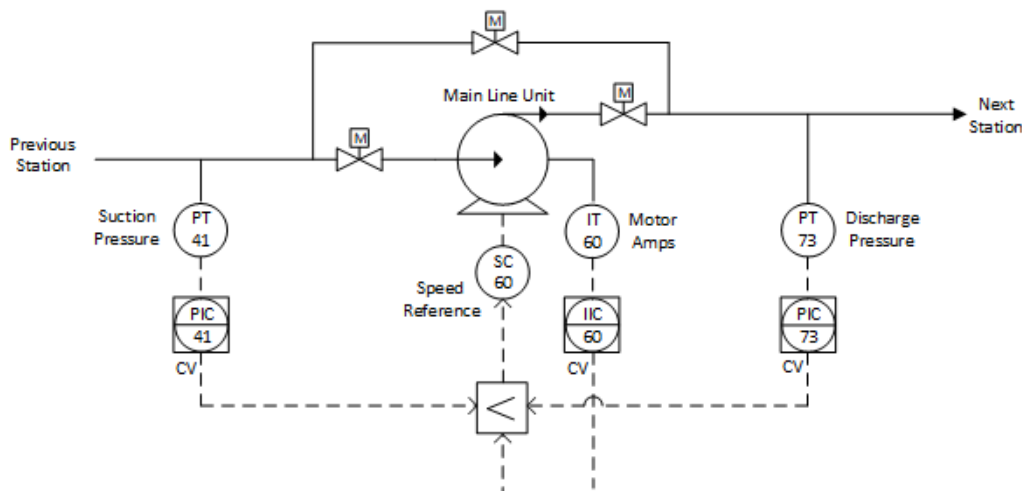 M
Main Line Unit
M
Next
Station
Previous
Station
M
Suction
Pressure
PT
41
IT
60
Motor
Amps
PT
73
Discharge
Pressure
SC
60
Speed
Reference
PIC
41
IIC
60
PIC
73
CV
CV
CV
<